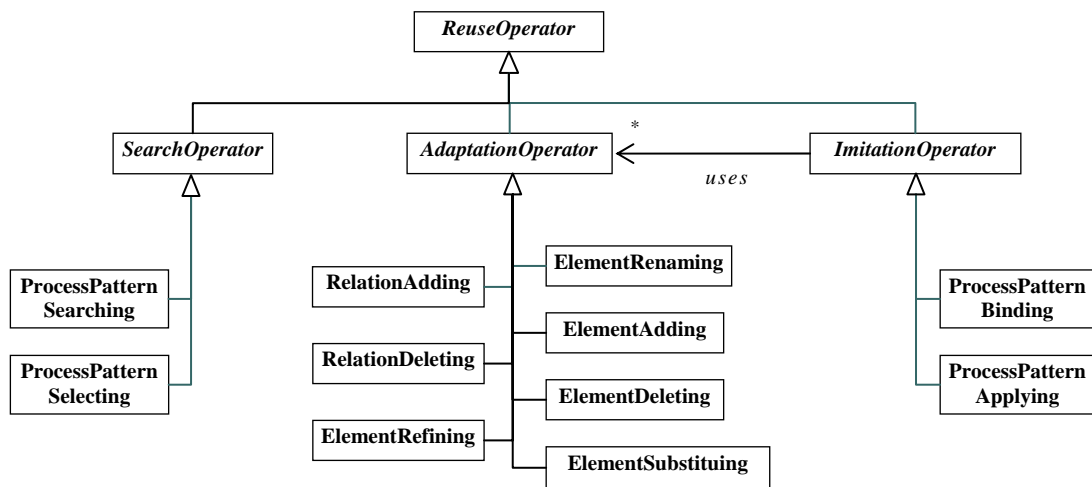 ReuseOperator
SearchOperator
AdaptationOperator
*
uses
ImitationOperator
ProcessPattern
Searching
ProcessPattern
Selecting
RelationAdding
RelationDeleting
ElementRefining
ElementRenaming
ElementAdding
ElementDeleting
ElementSubstituing
ProcessPattern
Binding
ProcessPattern
Applying